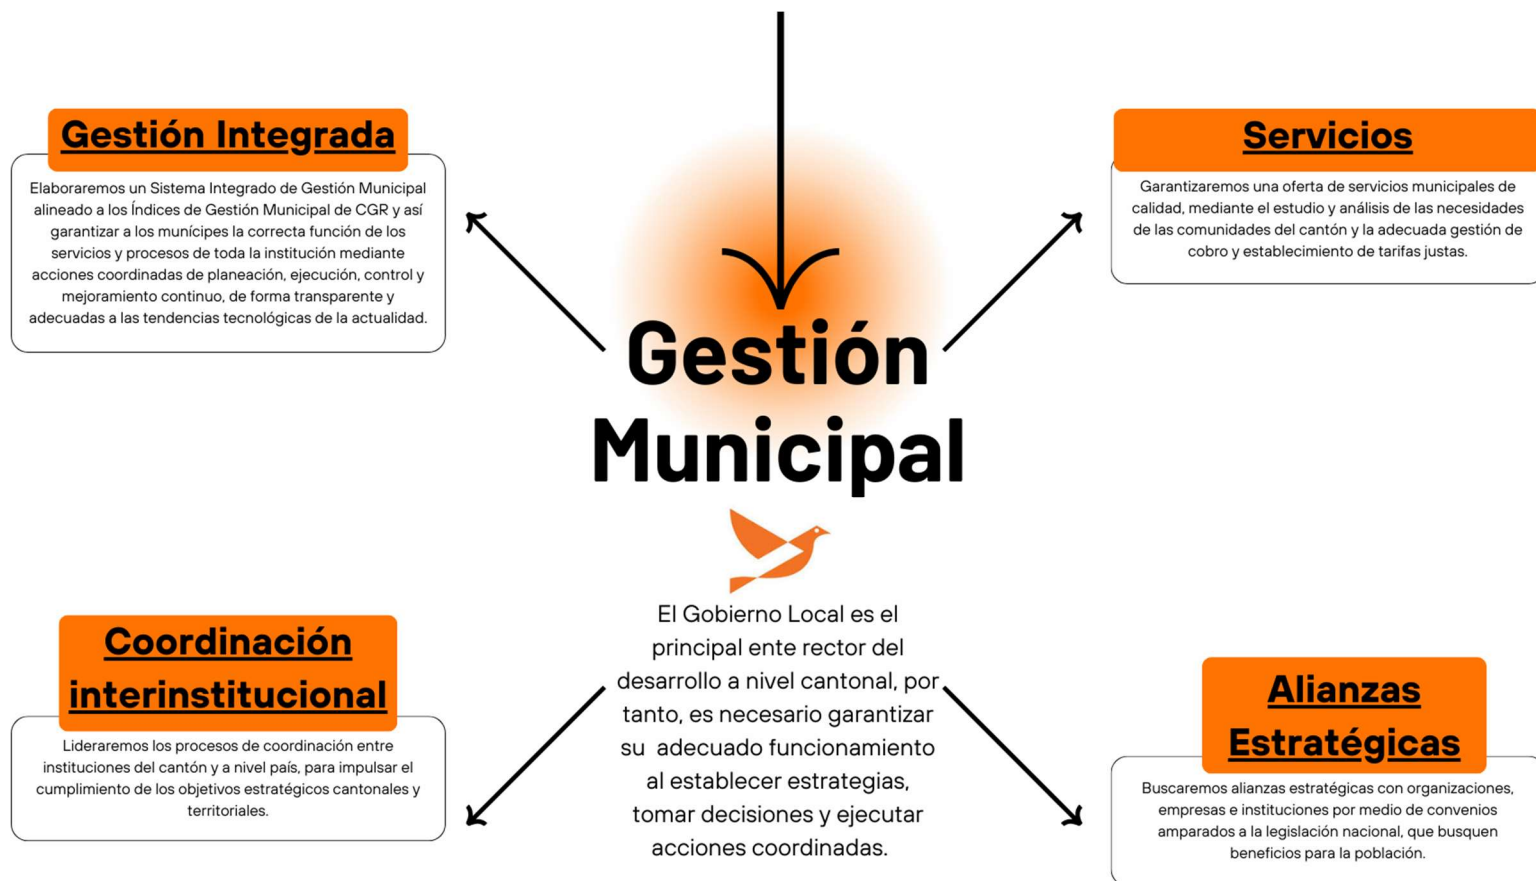 Gestión Integrada
Elaboraremos un Sistema Integrado de Gestión Municipal
alineado a los Índices de Gestión Municipal de CGR y así
garantizar a los munícipes la correcta función de los
servicios y procesos de toda la institución mediante
acciones coordinadas de planeación, ejecución, control y
mejoramiento continuo, de forma transparente y
adecuadas a las tendencias tecnológicas de la actualidad.
Servicios
Garantizaremos una oferta de servicios municipales de
calidad, mediante el estudio y análisis de las necesidades
de las comunidades del cantón y la adecuada gestión de
cobro y establecimiento de tarifas justas.
Gestión
Municipal
El Gobierno Local es el
principal ente rector del
desarrollo a nivel cantonal, por
tanto, es necesario garantizar
su adecuado funcionamiento
al establecer estrategias,
tomar decisiones y ejecutar
acciones coordinadas.
Coordinación
interinstitucional
Lideraremos los procesos de coordinación entre
instituciones del cantón y a nivel país, para impulsar el
cumplimiento de los objetivos estratégicos cantonales y
territoriales.
Alianzas
Estratégicas
Buscaremos alianzas estratégicas con organizaciones,
empresas e instituciones por medio de convenios
amparados a la legislación nacional, que busquen
beneficios para la población.